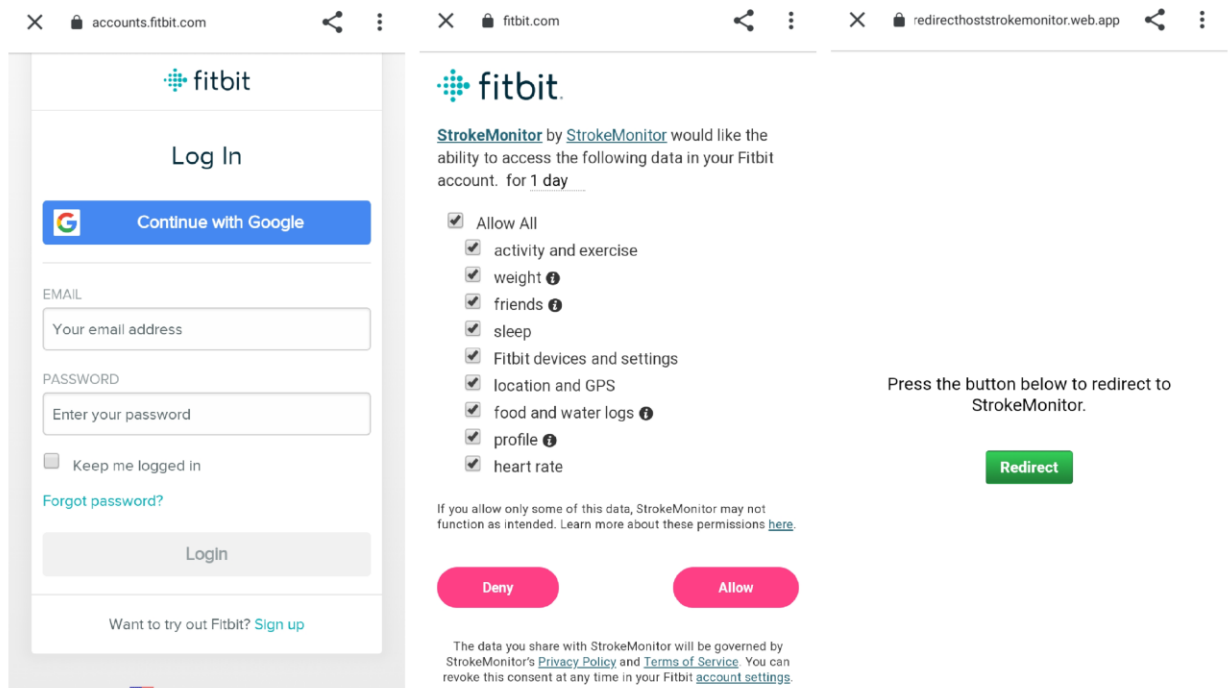 accounts.fitbit.com
fitbit
Log In
Continue with Google
EMAIL
Your email address
PASSWORD
Enter your password
Keep me logged in
Forgot password?
Login
Want to try out Fitbit? Sign up
fitbit.com
fitbit.
StrokeMonitor by StrokeMonitor would like the
ability to access the following data in your Fitbit
account. for 1 day
Allow All
activity and exercise
weight
friends
sleep
Fitbit devices and settings
location and GPS
food and water logs
profile
heart rate
If you allow only some of this data, StrokeMonitor may not
function as intended. Learn more about these permissions here.
Deny
Allow
The data you share with StrokeMonitor will be governed by
StrokeMonitor's Privacy Policy and Terms of Service. You can
revoke this consent at any time in your Fitbit account settings.
redirecthoststrokemonitor.web.app
Press the button below to redirect to
StrokeMonitor.
Redirect